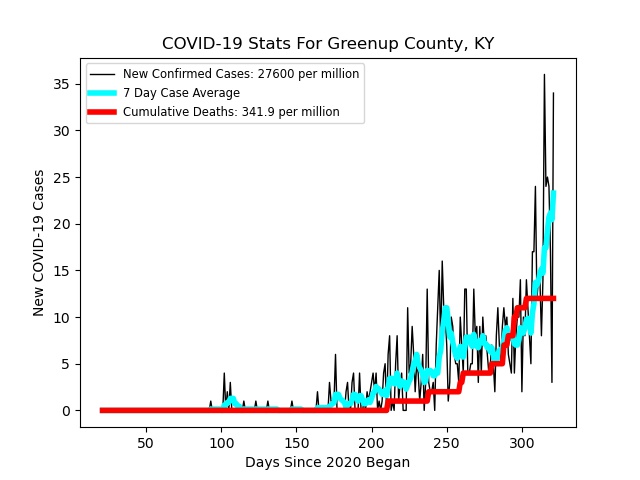 COVID-19 Stats For Greenup County, KY
New Confirmed Cases: 27600 per million
7 Day Case Average
Cumulative Deaths: 341.9 per million
New COVID-19 Cases
35
30
25
20
15
10
5
0
50 100 150 200 250 300
Days Since 2020 Began